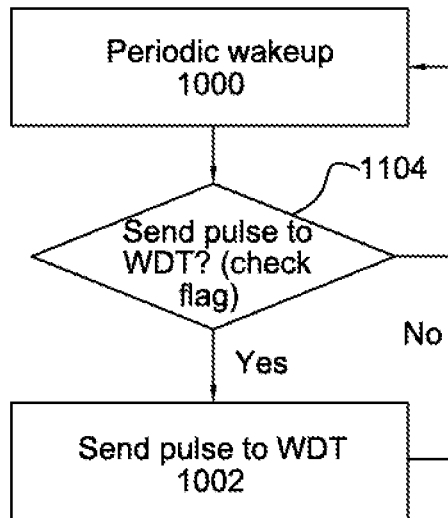 Periodic wakeup
1000
1104
Send pulse to
WDT? (check
flag)
No
Yes
Send pulse to WDT
1002